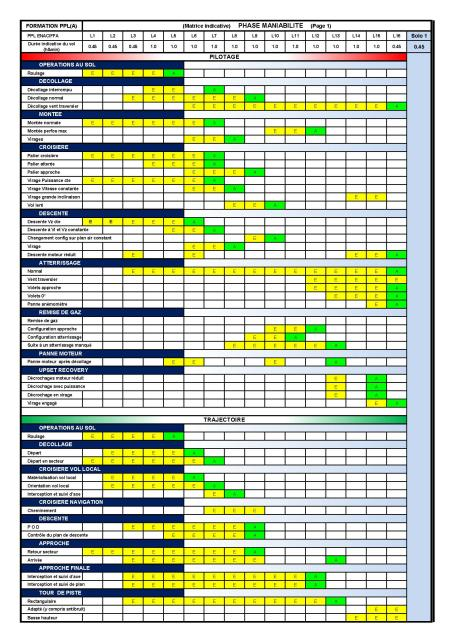 FORMATION PPL(A) (Matrice indicative) PHASE MANIABILITE (Page 1)
PPL ENAC/FFA L1 L2 L3 L4 L5 L6 L7 L8 L9 L10 L11 L12 L13 L14 L15 L16 Solo 1
Durée indicative du vol (h/mn) 0.45 0.45 0.45 1.0 1.0 1.0 1.0 1.0 1.0 1.0 1.0 1.0 1.0 1.0 1.0 0.45 0.45
PILOTAGE
OPERATIONS AU SOL
Roulage E E E E A
DECOLLAGE
Décollage interrompu E E A
Décollage normal E E E E E E A
Décollage vent traversier E E E E E E E E E E A
MONTEE
Montée normale E E E E E E A
Montée perfos max E E A
Virages E E A
CROISIERE
Palier croisière E E E E E E A
Palier attente E E E A
Palier approche E E E A
Virage Puissance cte E E E E E E A
Virage Vitesse constante E E A
Virage grande inclinaison E E
Vol lent E E A
DESCENTE
Descente Vz cte E E E E E A
Descente à Vi et Vz constante E E A
Changement config sur plan air constant E A
Virage E E A
Descente moteur réduit E E E E A
ATTERRISSAGE
Normal E E E E E E E E E E E E E A
Vent traversier E E E E E
Volets approche E E E E A
Volets 0° E E E A
Panne anémomètre E A
REMISE DE GAZ
Remise de gaz
Configuration approche E E A
Configuration atterrissage E E A
Suite à un atterrissage manqué E E E E E A
PANNE MOTEUR
Panne moteur après décollage E E E A
UPSET RECOVERY
Décrochages moteur réduit E A
Décrochage avec puissance E A
Décrochage en virage E A
Virage engagé E A
TRAJECTOIRE
OPERATIONS AU SOL
Roulage E E E E A
DECOLLAGE
Départ E E E E A
Départ en secteur E E E E E A
CROISIERE VOL LOCAL
Matérialisation vol local E E E E A
Orientation vol local E E E E A
Interception et suivi d'axe E A
CROISIERE NAVIGATION
Cheminement E E E
DESCENTE
P O D E E E E E E A
Contrôle du plan de descente E E E E A
APPROCHE
Retour secteur E E E E E E E E A
Arrivée E E E E E E E A
APPROCHE FINALE
Interception et suivi d'axe E E E E E E E E E A
Interception et suivi de plan E E E E E E E E E A
TOUR DE PISTE
Rectangulaire E E E E E E E E E E A
Adapté (y compris antibruit) E E
Basse hauteur E E E